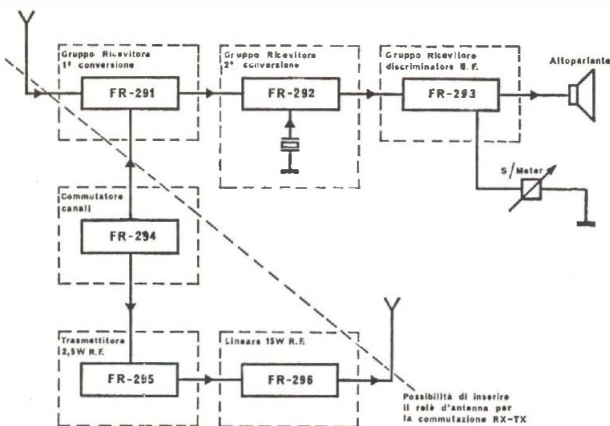 Gruppo Ricevitore
1ª conversione
FR-291
Gruppo Ricevitore
2ª conversione
FR-292
Gruppo Ricevitore
discriminatore B.F.
FR-293
Altoparlante
S/Meter
Commutatore
canali
FR-294
Trasmettitore
2,5W R.F.
FR-295
Lineare 15W R.F.
FR-296
Possibilità di inserire
il relè d'antenna per
la commutazione RX-TX